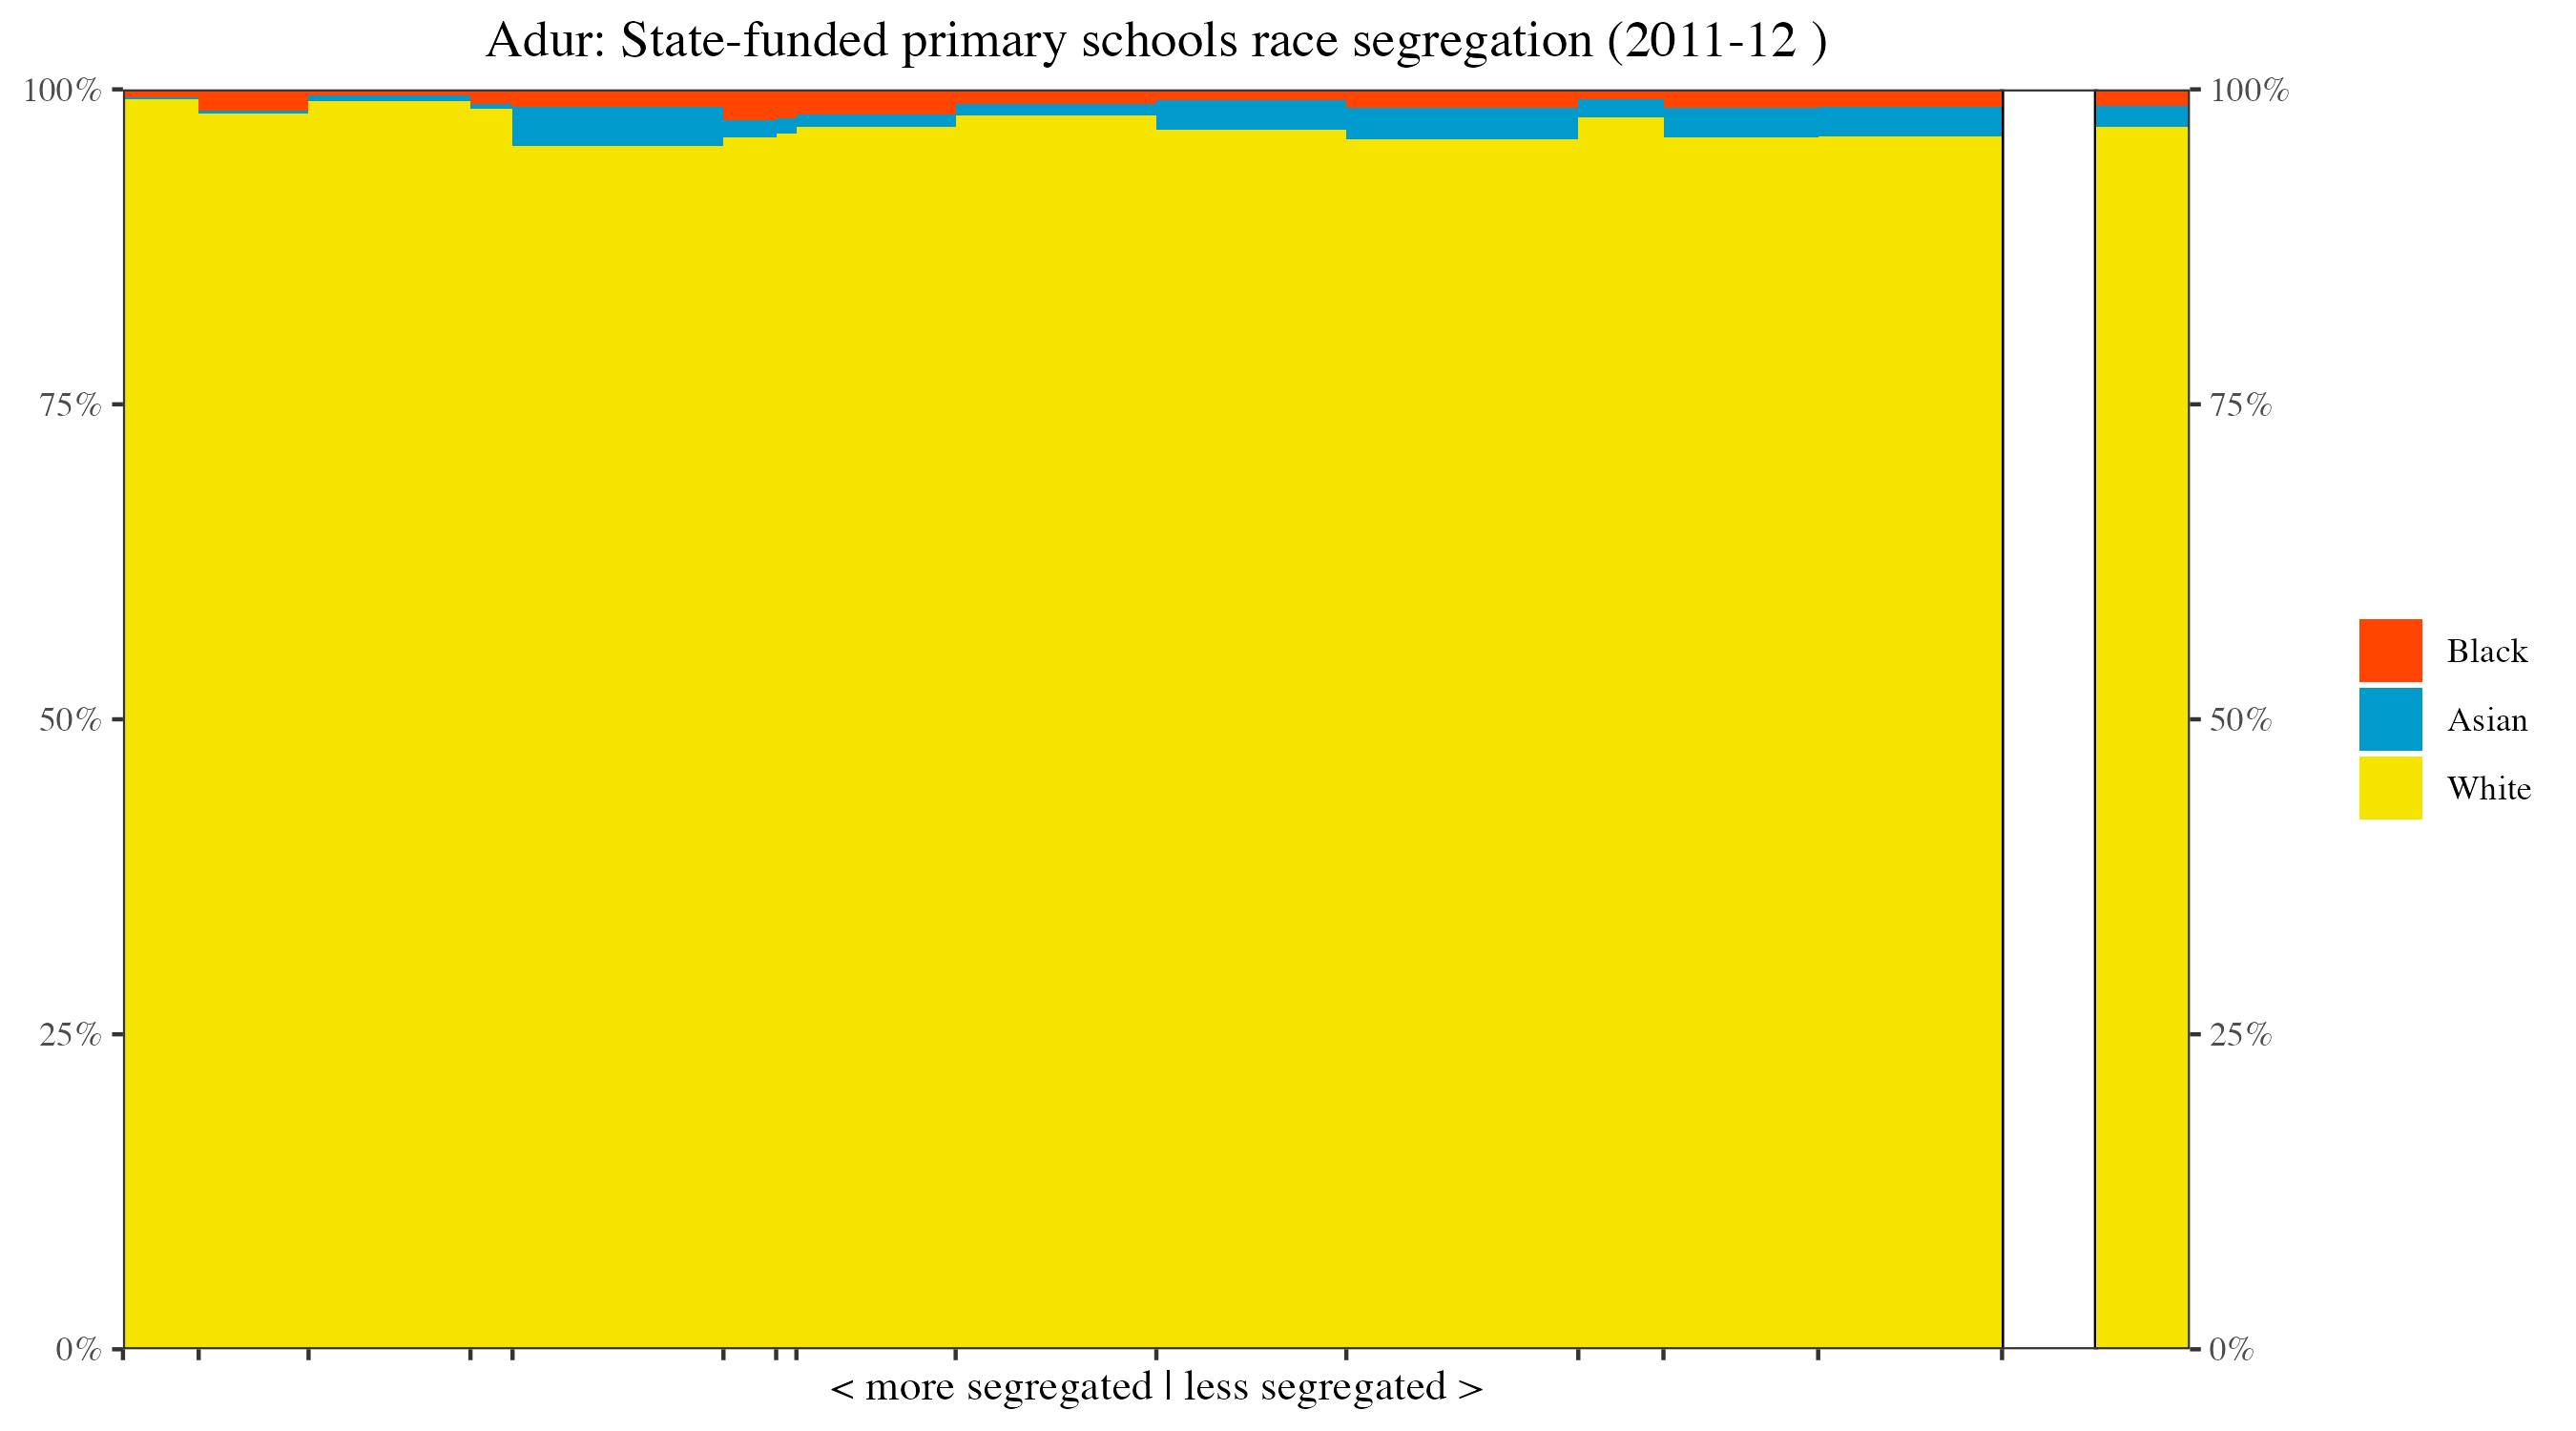 Adur: State-funded primary schools race segregation (2011-12 )
100%
75%
50%
25%
0%
100%
75%
50%
25%
0%
Black
Asian
White
< more segregated | less segregated >